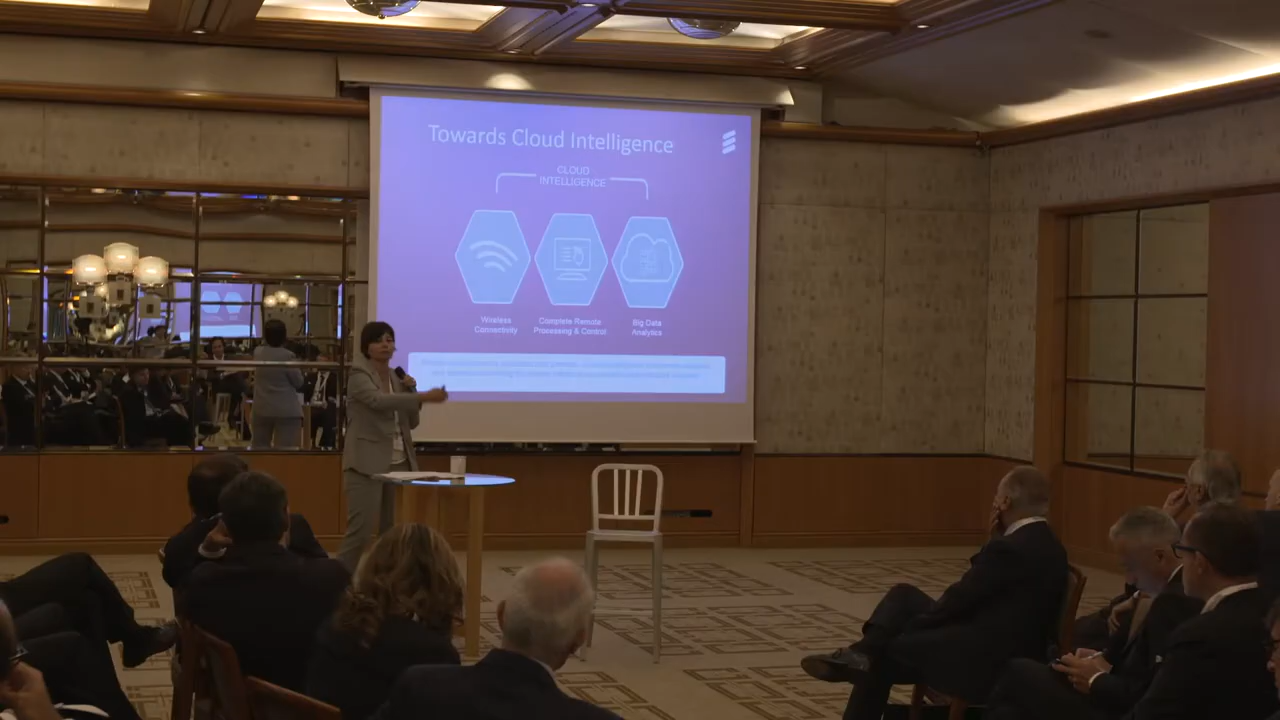 Towards Cloud Intelligence
CLOUD
INTELLIGENCE
Wireless
Connectivity
Complete Remote
Processing & Control
Big Data
Analytics